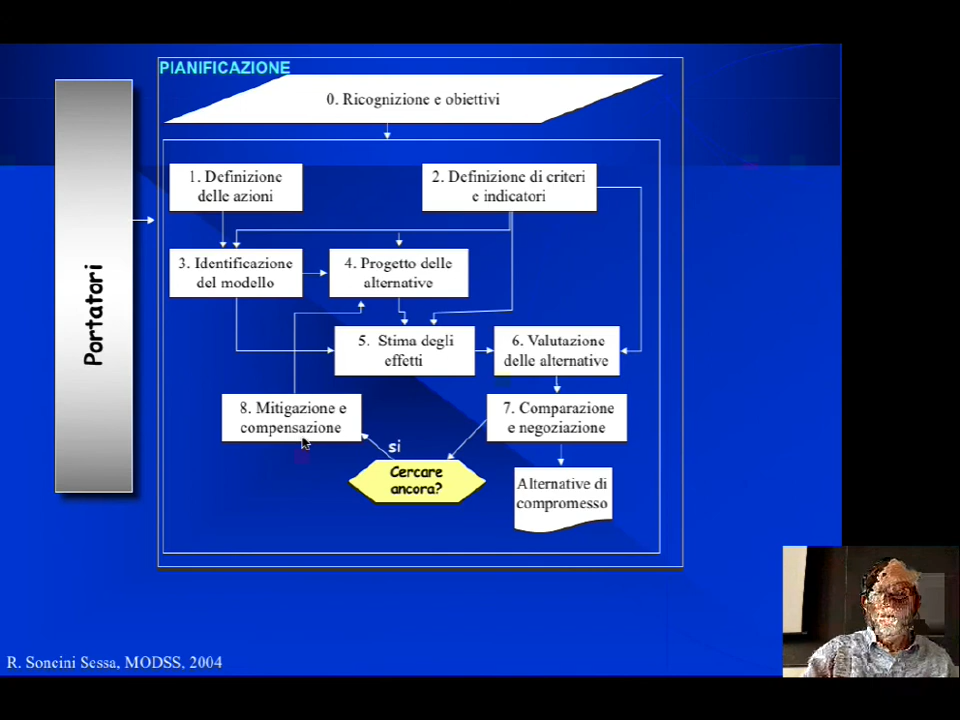 PIANIFICAZIONE
0. Ricognizione e obiettivi
1. Definizione
delle azioni
2. Definizione di criteri
e indicatori
3. Identificazione
del modello
4. Progetto delle
alternative
Portatori
5. Stima degli
effetti
6. Valutazione
delle alternative
8. Mitigazione e
compensazione
7. Comparazione
e negoziazione
si
Cercare
ancora?
Alternative di
compromesso
R. Soncini Sessa, MODSS, 2004